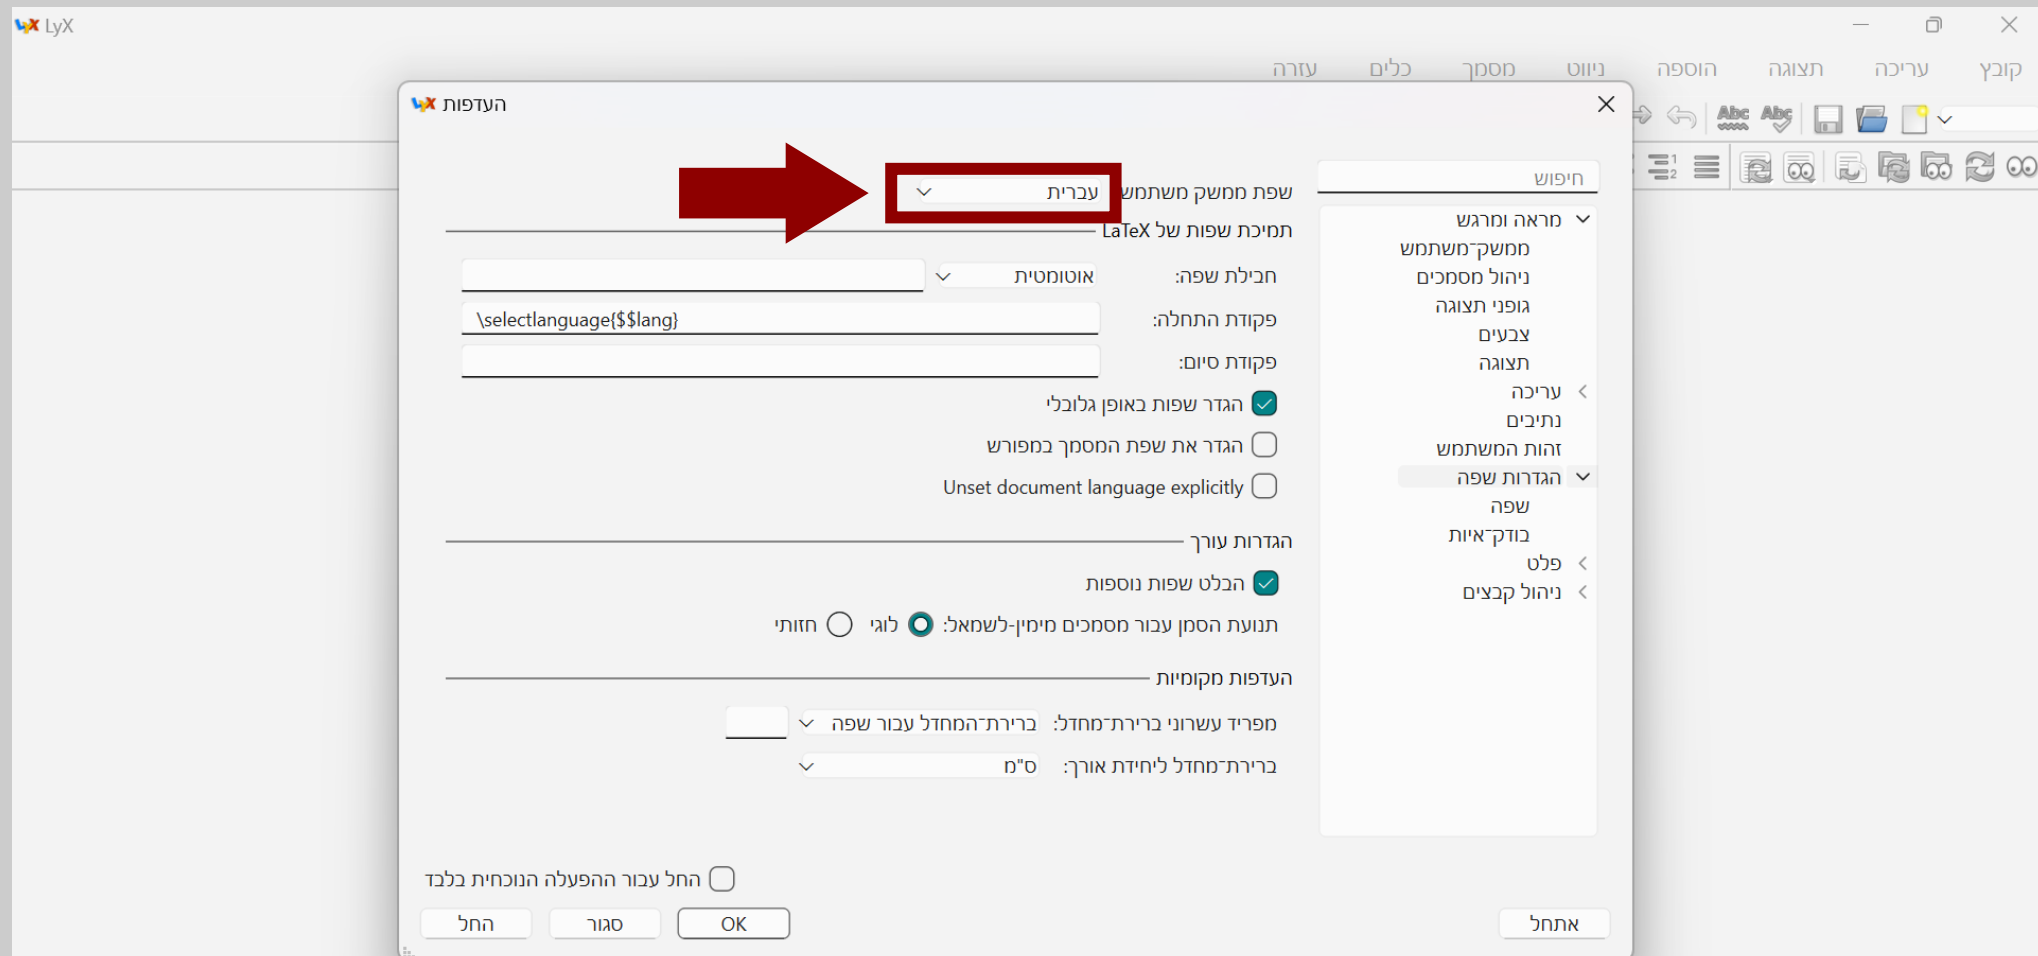 LyX
קובץ עריכה תצוגה הוספה ניווט מסמך כלים עזרה
העדפות
חיפוש
מראה ומרגש
ממשק־משתמש
ניהול מסמכים
גופני תצוגה
צבעים
תצוגה
עריכה
נתיבים
זהות המשתמש
הגדרות שפה
שפה
בודק־איות
פלט
ניהול קבצים
שפת ממשק משתמש עברית
תמיכת שפות של LaTeX
חבילת שפה: אוטומטית
פקודת התחלה: \selectlanguage{$$lang}
פקודת סיום:
הגדר שפות באופן גלובלי
הגדר את שפת המסמך במפורש
Unset document language explicitly
הגדרות עורך
הבלט שפות נוספות
תנועת הסמן עבור מסמכים מימין-לשמאל: לוגי חזותי
העדפות מקומיות
מפריד עשרוני ברירת־מחדל: ברירת־המחדל עבור שפה
ברירת־מחדל ליחידת אורך: ס"מ
החל עבור ההפעלה הנוכחית בלבד
אתחל OK סגור החל